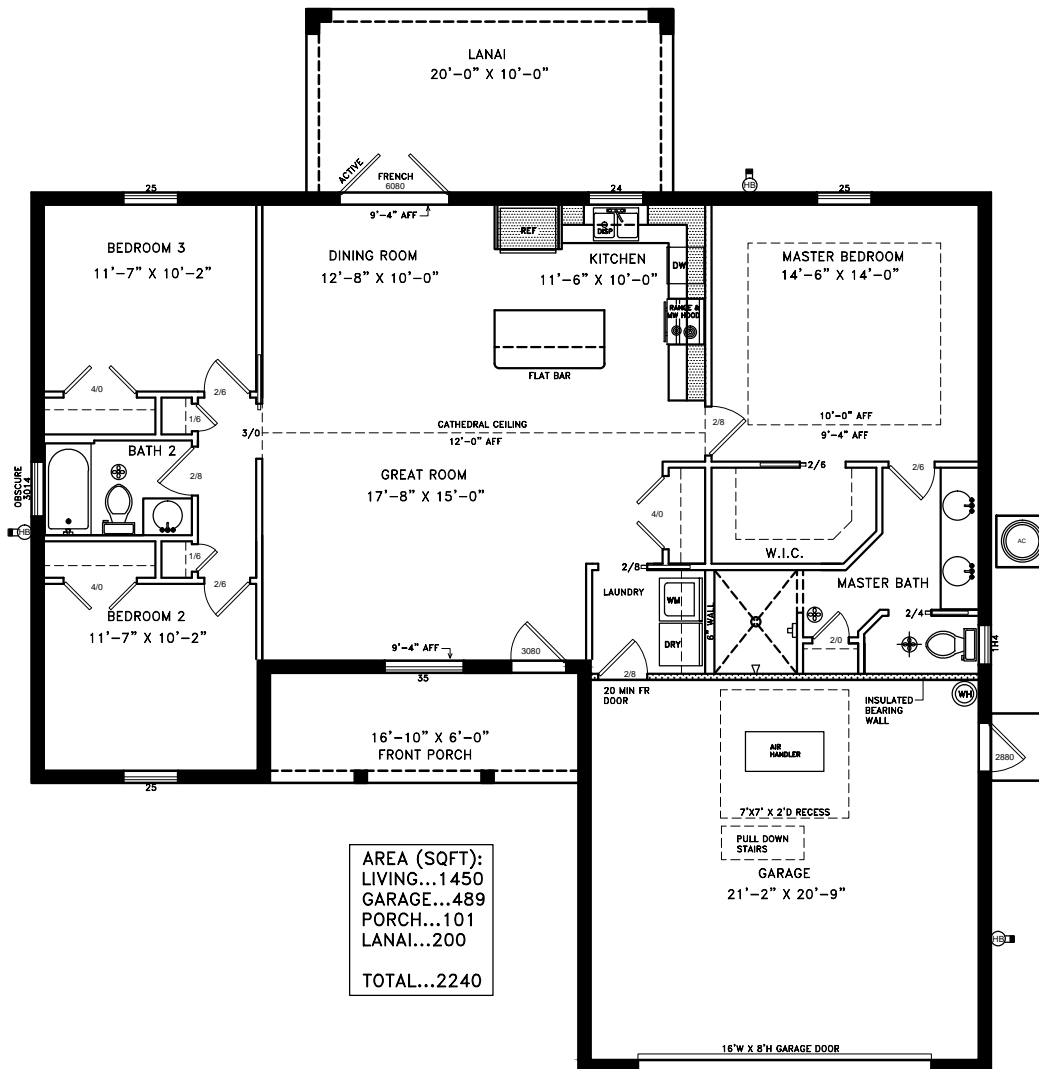 LANAI
20'-0" X 10'-0"
ACTIVE
FRENCH
6080
9'-4" AFF
25
24
25
HB
BEDROOM 3
11'-7" X 10'-2"
DINING ROOM
12'-8" X 10'-0"
REF
DISP
KITCHEN
11'-6" X 10'-0"
DW
RANGE &
MW HOOD
MASTER BEDROOM
14'-6" X 14'-0"
FLAT BAR
4/0
2/6
1/6
3/0
CATHEDRAL CEILING
12'-0" AFF
2/8
10'-0" AFF
9'-4" AFF
BATH 2
2/8
OBSCURE
3014
HB
GREAT ROOM
17'-8" X 15'-0"
4/0
2/6
2/6
W.I.C.
AC
1/6
4/0
2/6
2/8
LAUNDRY
WM
DRY
6" WALL
MASTER BATH
2/4
2/0
1H4
BEDROOM 2
11'-7" X 10'-2"
9'-4" AFF
35
3080
2/8
20 MIN FR
DOOR
INSULATED
BEARING
WALL
WH
16'-10" X 6'-0"
FRONT PORCH
25
AIR
HANDLER
2880
7'X7' X 2'D RECESS
PULL DOWN
STAIRS
GARAGE
21'-2" X 20'-9"
HB
AREA (SQFT):
LIVING...1450
GARAGE...489
PORCH...101
LANAI...200
TOTAL...2240
16'W X 8'H GARAGE DOOR